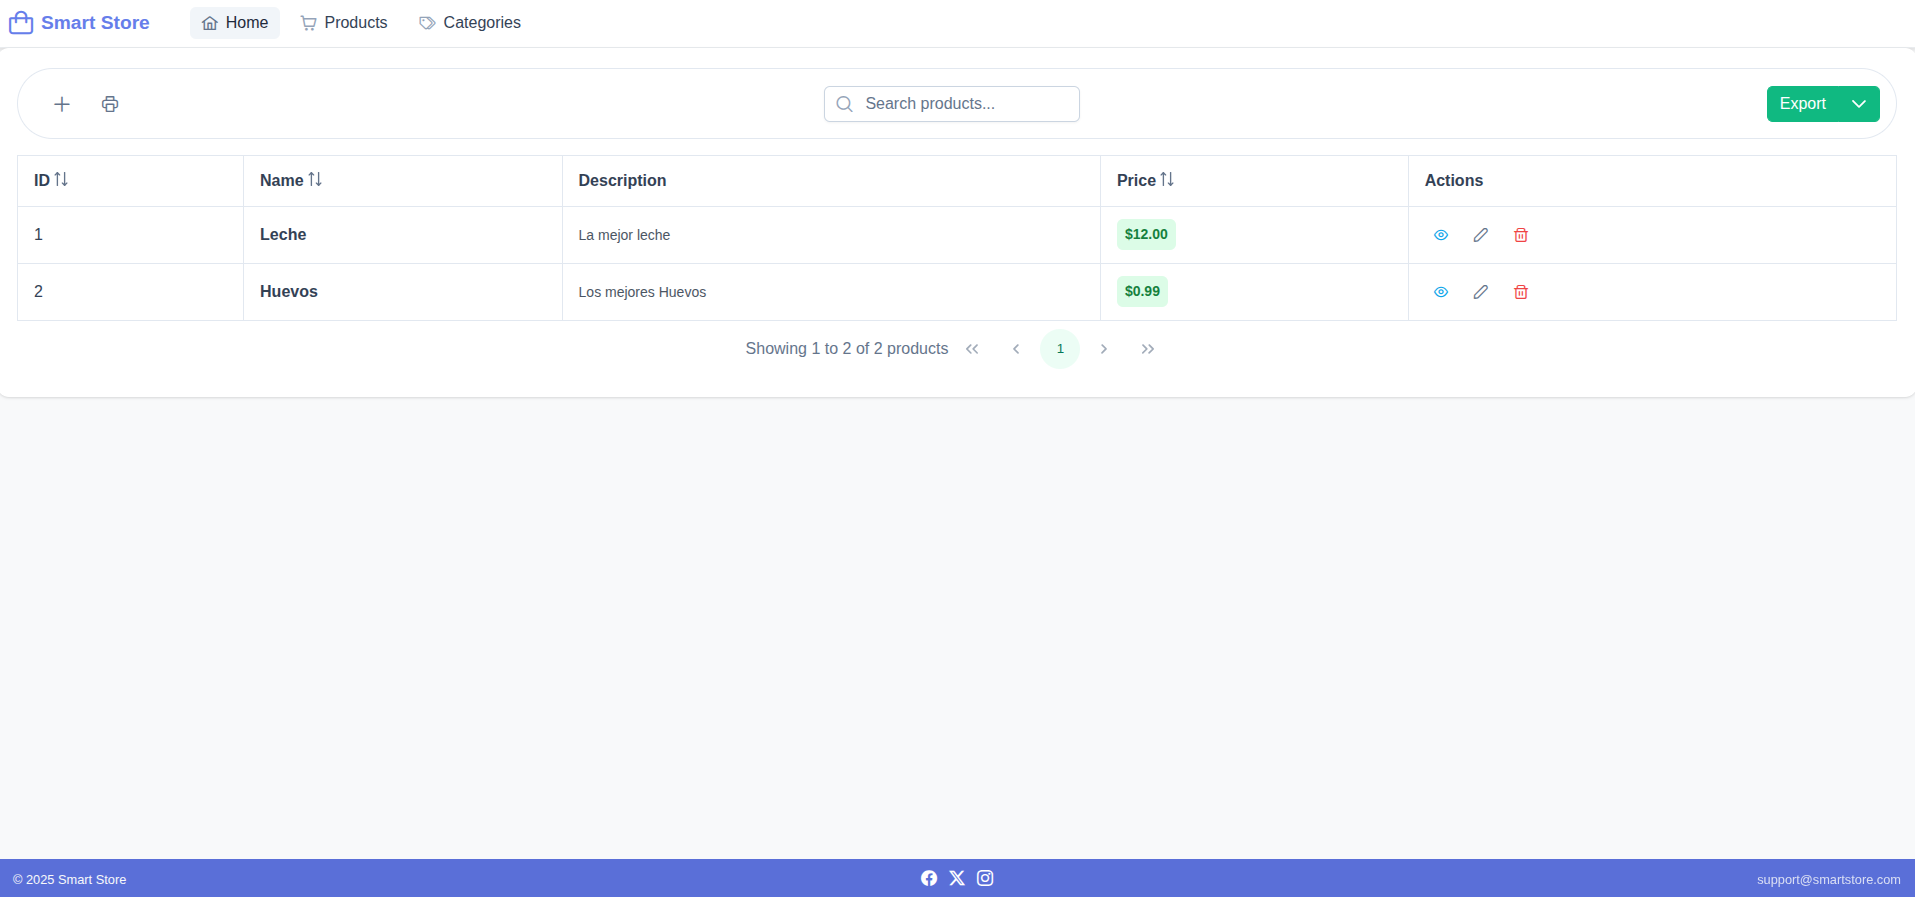 Smart Store Home Products Categories
Search products... Export
ID Name Description Price Actions
1 Leche La mejor leche $12.00
2 Huevos Los mejores Huevos $0.99
Showing 1 to 2 of 2 products 1
© 2025 Smart Store support@smartstore.com